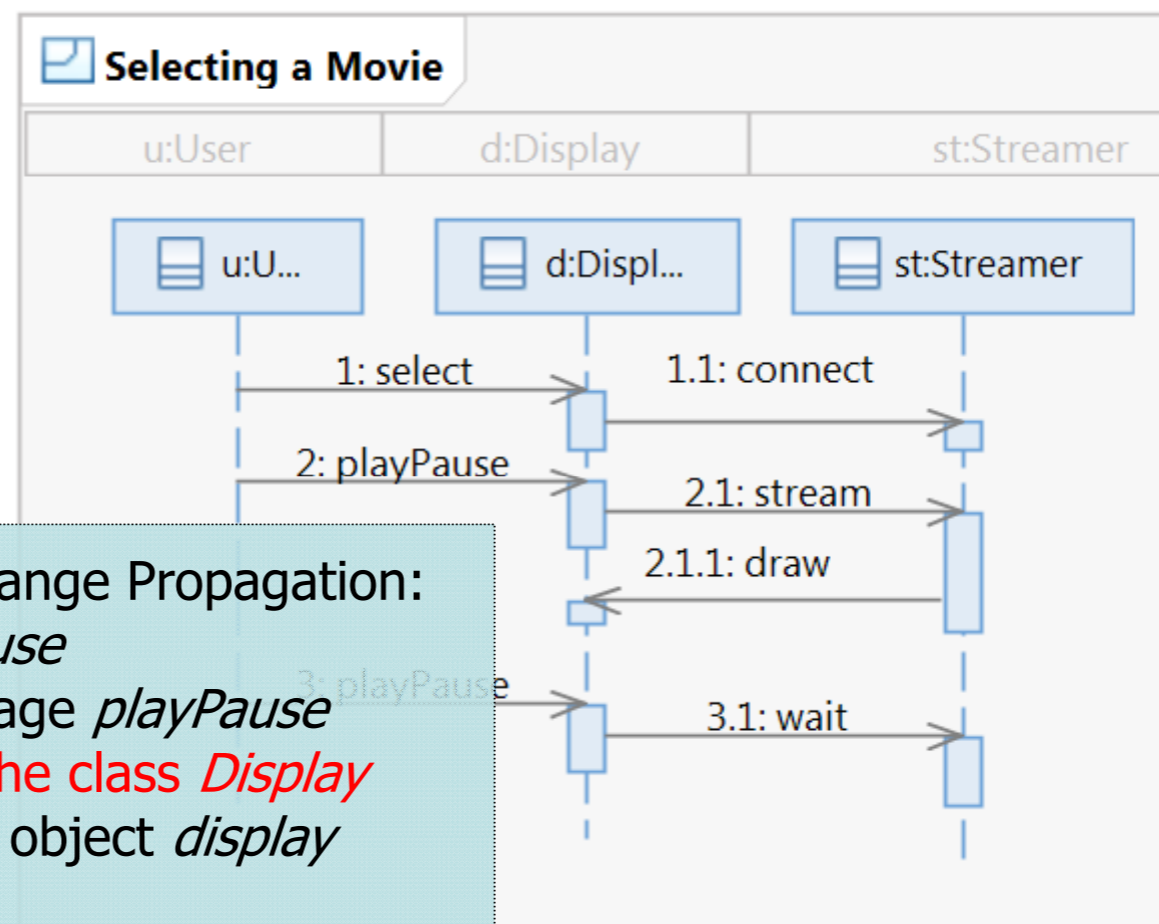 Selecting a Movie
u:User d:Display st:Streamer
u:U... d:Displ... st:Streamer
1: select
1.1: connect
2: playPause
2.1: stream
2.1.1: draw
3: playPause
3.1: wait
ange Propagation:
use
age playPause
he class Display
object display